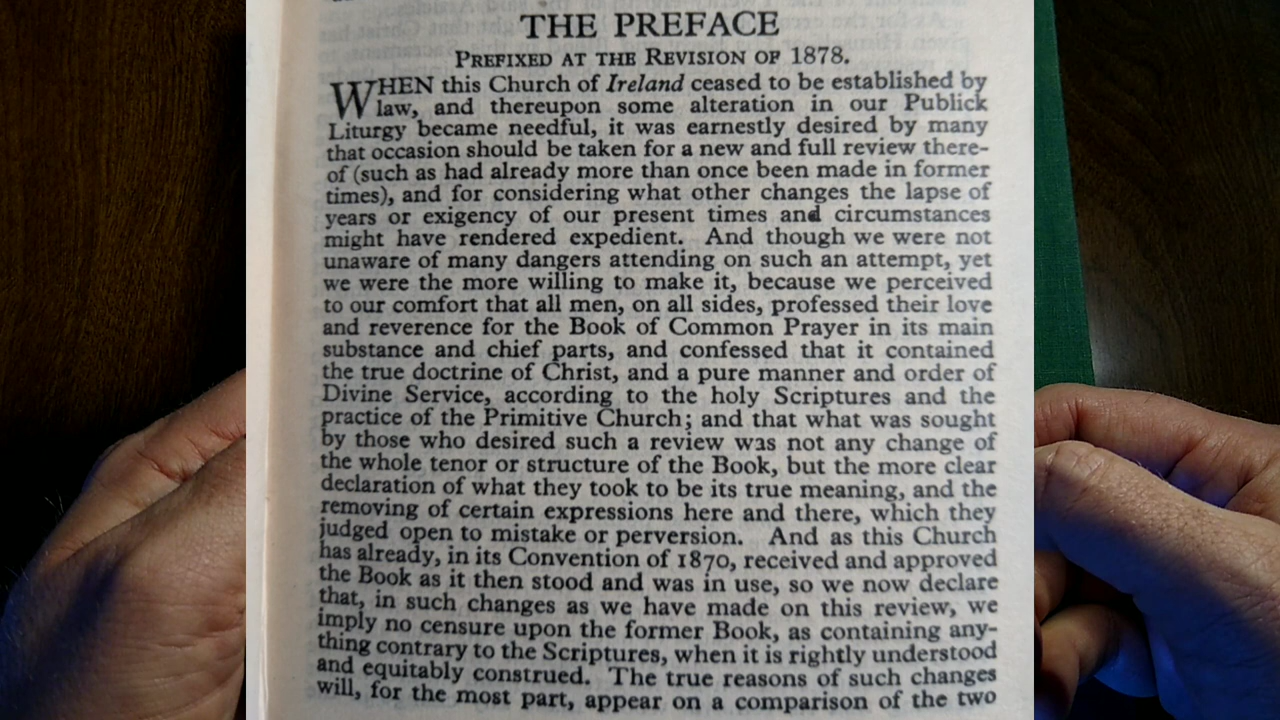 THE PREFACE
PREFIXED AT THE REVISION OF 1878.
WHEN this Church of Ireland ceased to be established by
law, and thereupon some alteration in our Publick
Liturgy became needful, it was earnestly desired by many
that occasion should be taken for a new and full review there-
of (such as had already more than once been made in former
times), and for considering what other changes the lapse of
years or exigency of our present times and circumstances
might have rendered expedient. And though we were not
unaware of many dangers attending on such an attempt, yet
we were the more willing to make it, because we perceived
to our comfort that all men, on all sides, professed their love
and reverence for the Book of Common Prayer in its main
substance and chief parts, and confessed that it contained
the true doctrine of Christ, and a pure manner and order of
Divine Service, according to the holy Scriptures and the
practice of the Primitive Church; and that what was sought
by those who desired such a review was not any change of
the whole tenor or structure of the Book, but the more clear
declaration of what they took to be its true meaning, and the
removing of certain expressions here and there, which they
judged open to mistake or perversion. And as this Church
has already, in its Convention of 1870, received and approved
the Book as it then stood and was in use, so we now declare
that, in such changes as we have made on this review, we
imply no censure upon the former Book, as containing any-
thing contrary to the Scriptures, when it is rightly understood
and equitably construed. The true reasons of such changes
will, for the most part, appear on a comparison of the two